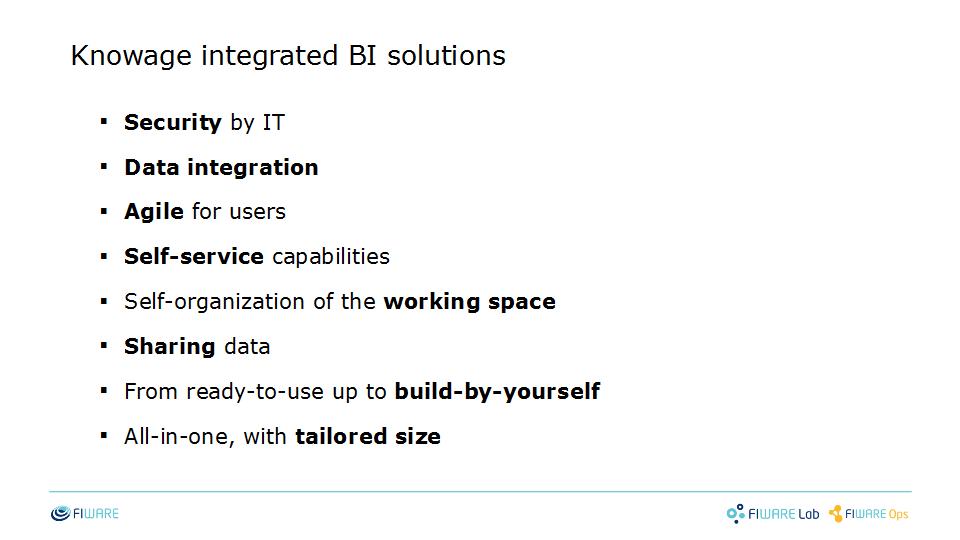 Knowage integrated BI solutions
▪ Security by IT
▪ Data integration
▪ Agile for users
▪ Self-service capabilities
▪ Self-organization of the working space
▪ Sharing data
▪ From ready-to-use up to build-by-yourself
▪ All-in-one, with tailored size
FIWARE FIWARE Lab FIWARE Ops